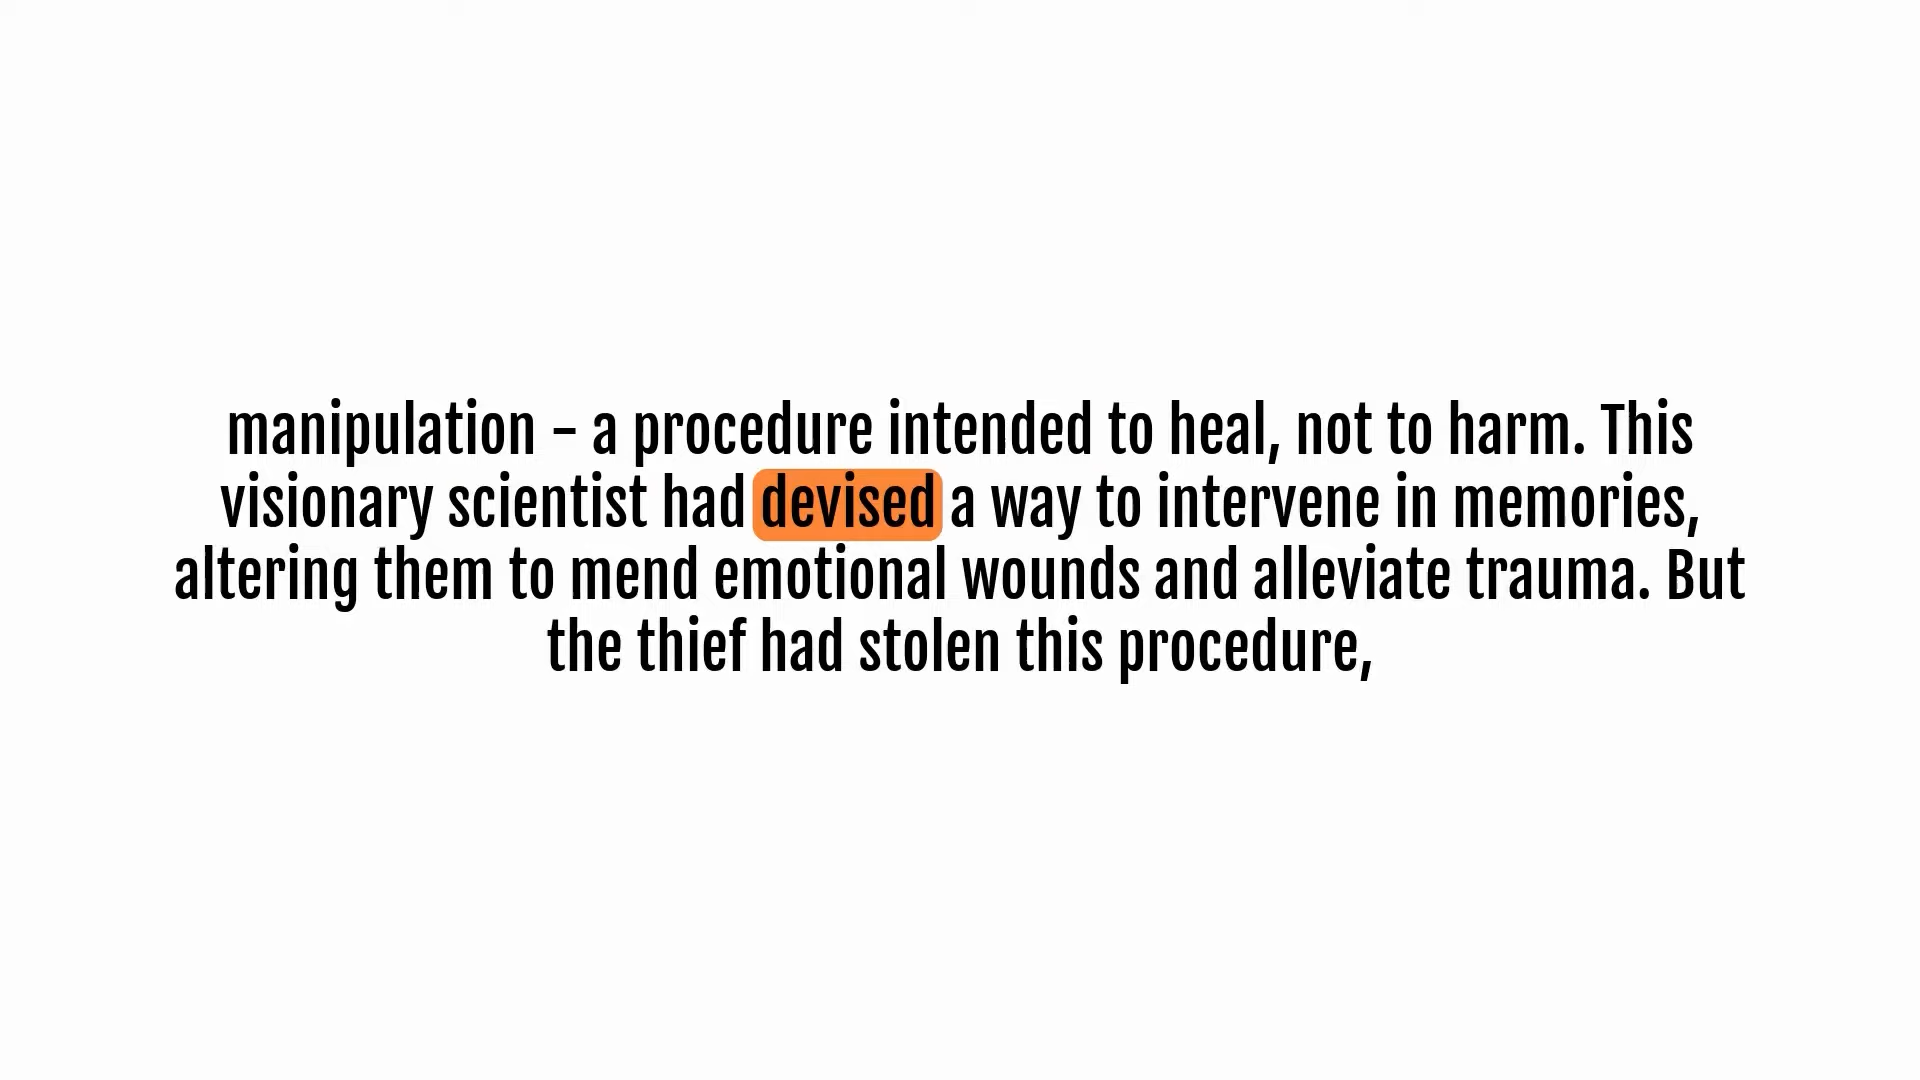 manipulation - a procedure intended to heal, not to harm. This
visionary scientist had devised a way to intervene in memories,
altering them to mend emotional wounds and alleviate trauma. But
the thief had stolen this procedure,